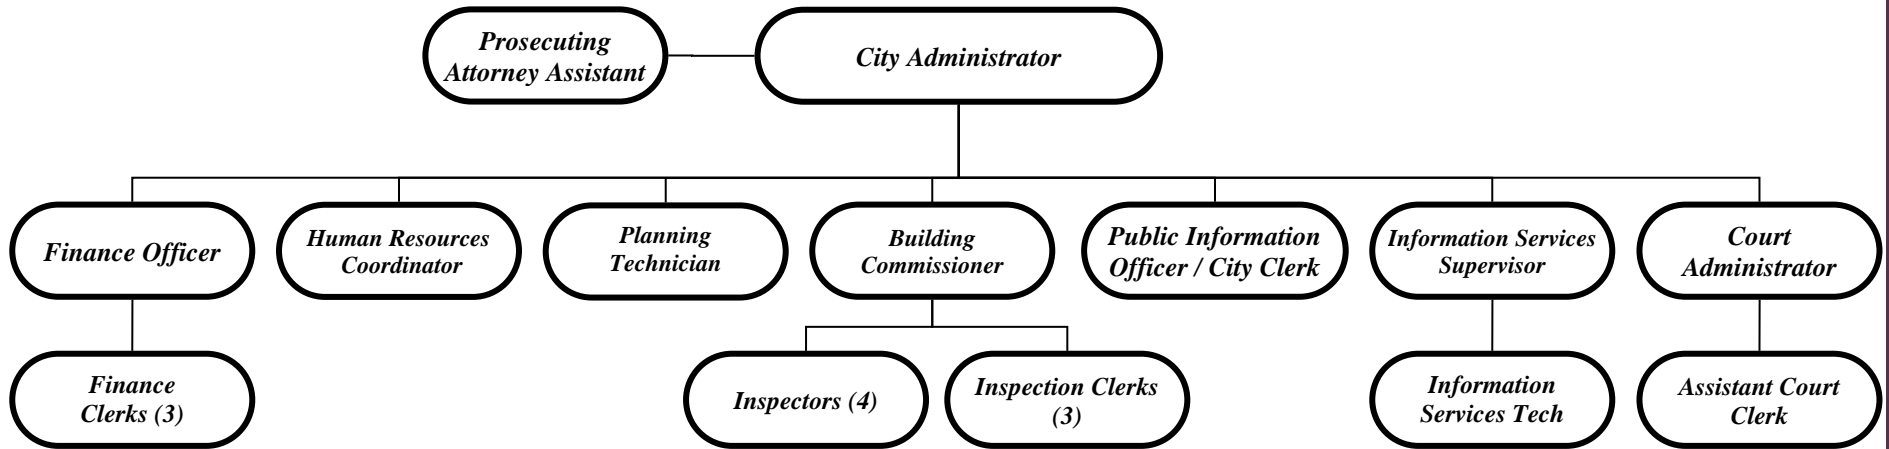 Prosecuting
Attorney Assistant
City Administrator
Finance Officer
Human Resources
Coordinator
Planning
Technician
Building
Commissioner
Public Information
Officer / City Clerk
Information Services
Supervisor
Court
Administrator
Finance
Clerks (3)
Inspectors (4)
Inspection Clerks
(3)
Information
Services Tech
Assistant Court
Clerk